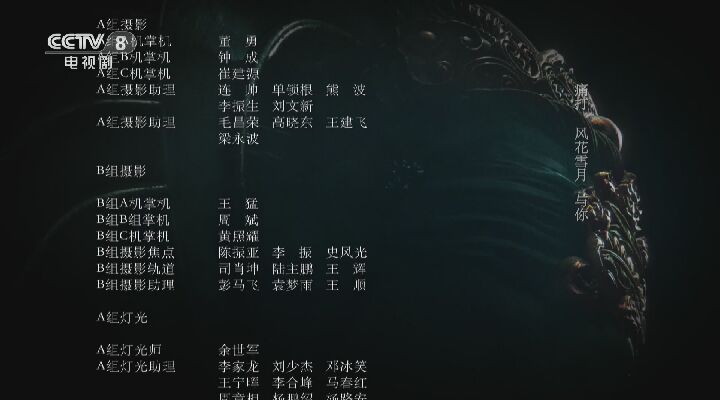 A组摄影
CCTV 8
电视剧
A组A机掌机 董 勇
A组B机掌机 钟 成
A组C机掌机 崔建源
A组摄影助理 连 帅 单领根 熊 波
李振生 刘文新
A组摄影助理 毛昌荣 高晓东 王建飞
梁永波
B组摄影
B组A机掌机 王 猛
B组B组掌机 周 斌
B组C机掌机 黄照耀
B组摄影焦点 陈振亚 李 振 史风光
B组摄影轨道 司肖坤 陆主鹏 王 辉
B组摄影助理 彭马飞 袁梦雨 王 顺
A组灯光
A组灯光师 余世军
A组灯光助理 李家龙 刘少杰 邓冰笑
王宁晖 李合峰 马春红
痛打 风花雪月 与你